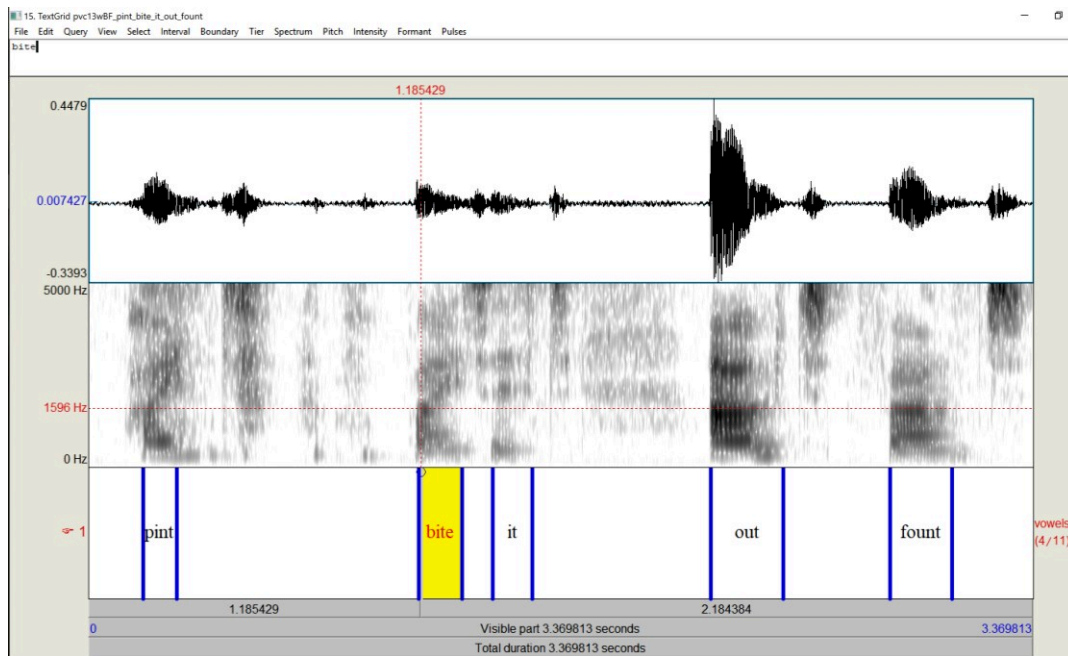 15. TextGrid pvc13wBF_pint_bite_it_out_fount
File Edit Query View Select Interval Boundary Tier Spectrum Pitch Intensity Formant Pulses
bite
1.185429
0.4479
0.007427
-0.3393
5000 Hz
1596 Hz
0 Hz
1 pint bite it out fount vowels
(4/11)
1.185429 2.184384
0 Visible part 3.369813 seconds 3.369813
Total duration 3.369813 seconds